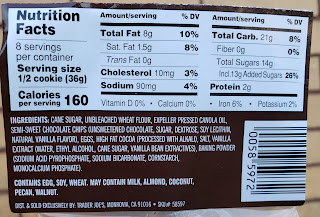 Nutrition Facts
8 servings
per container
Serving size
1/2 cookie (36g)
Calories
per serving 160
Amount/serving % DV
Total Fat 8g 10%
Sat. Fat 1.5g 8%
Trans Fat 0g
Cholesterol 10mg 3%
Sodium 90mg 4%
Amount/serving % DV
Total Carb. 21g 8%
Fiber 0g 0%
Total Sugars 14g
Incl. 13g Added Sugars 26%
Protein 2g
Vitamin D 0% • Calcium 0% • Iron 6% • Potassium 2%
INGREDIENTS: CANE SUGAR, UNBLEACHED WHEAT FLOUR, EXPELLER PRESSED CANOLA OIL,
SEMI-SWEET CHOCOLATE CHIPS (UNSWEETENED CHOCOLATE, SUGAR, DEXTROSE, SOY LECITHIN,
NATURAL VANILLA FLAVOR), EGGS, HIGH FAT COCOA (PROCESSED WITH ALKALI), SALT, VANILLA
EXTRACT (WATER, ETHYL ALCOHOL, CANE SUGAR, VANILLA BEAN EXTRACTIVES), BAKING POWDER
(SODIUM ACID PYROPHOSPHATE, SODIUM BICARBONATE, CORNSTARCH,
MONOCALCIUM PHOSPHATE).
CONTAINS EGG, SOY, WHEAT. MAY CONTAIN MILK, ALMOND, COCONUT,
PECAN, WALNUT.
DIST. & SOLD EXCLUSIVELY BY: TRADER JOE'S, MONROVIA, CA 91016 SKU# 58597
0058 5972